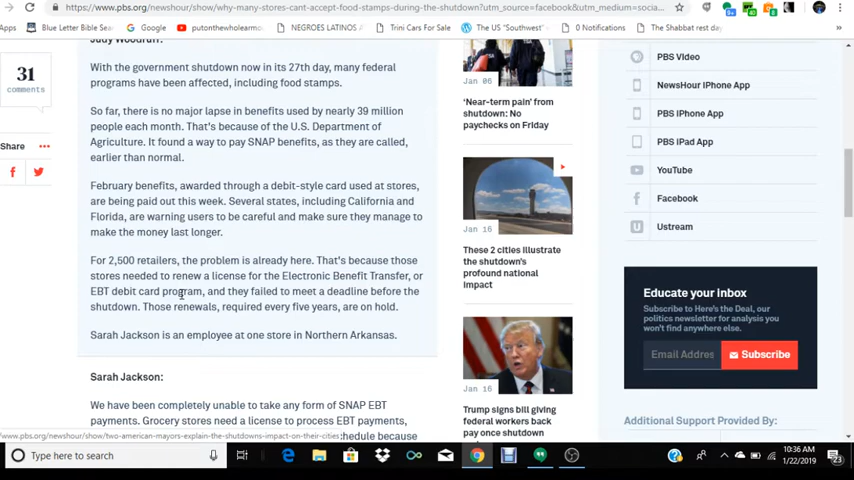 https://www.pbs.org/newshour/show/why-many-stores-cant-accept-food-stamps-during-the-shutdown?utm_source=facebook&utm_medium=socia...
Apps
Blue Letter Bible Sear
Google
putonthewholearmor
NEGROES LATINOS AF
Trini Cars For Sale
The US "Southwest"
0 Notifications
The Shabbat rest day
Judy Woodruff:
With the government shutdown now in its 27th day, many federal
programs have been affected, including food stamps.
So far, there is no major lapse in benefits used by nearly 39 million
people each month. That's because of the U.S. Department of
Agriculture. It found a way to pay SNAP benefits, as they are called,
earlier than normal.
February benefits, awarded through a debit-style card used at stores,
are being paid out this week. Several states, including California and
Florida, are warning users to be careful and make sure they manage to
make the money last longer.
For 2,500 retailers, the problem is already here. That's because those
stores needed to renew a license for the Electronic Benefit Transfer, or
EBT debit card program, and they failed to meet a deadline before the
shutdown. Those renewals, required every five years, are on hold.
Sarah Jackson is an employee at one store in Northern Arkansas.
Sarah Jackson:
We have been completely unable to take any form of SNAP EBT
payments. Grocery stores need a license to process EBT payments,
:hedule because
https://www.pbs.org/newshour/show/two-american-mayors-explain-the-shutdowns-impact-on-their-cities
31
comments
Share
Jan 06
'Near-term pain' from
shutdown: No
paychecks on Friday
Jan 16
These 2 cities illustrate
the shutdown's
profound national
impact
Jan 16
Trump signs bill giving
federal workers back
pay once shutdown
PBS Video
NewsHour iPhone App
PBS iPhone App
PBS iPad App
YouTube
Facebook
Ustream
Educate your inbox
Subscribe to Here's the Deal, our
politics newsletter for analysis you
won't find anywhere else.
Email Addres
Subscribe
Additional Support Provided By:
Type here to search
10:36 AM
1/22/2019
23